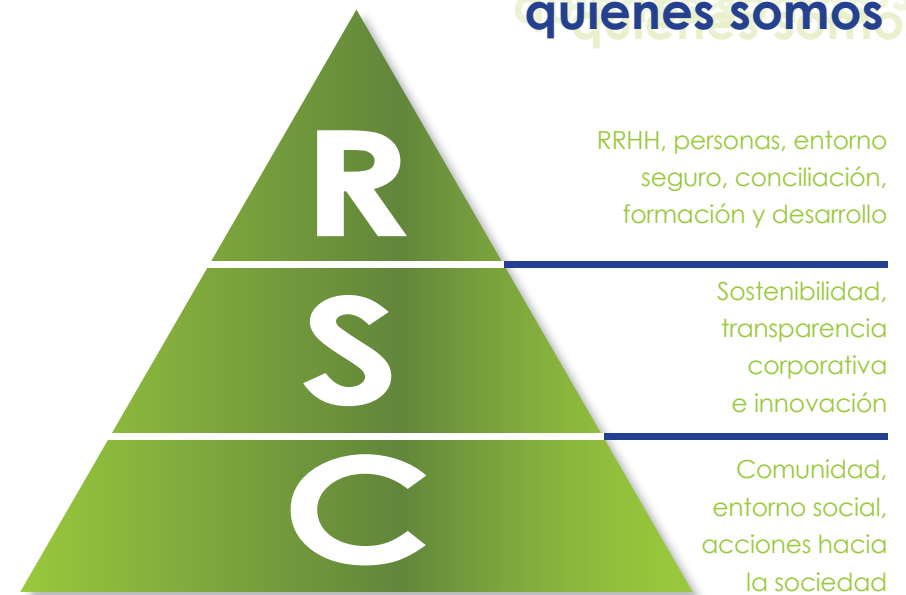 quiénes somos
R
RRHH, personas, entorno
seguro, conciliación,
formación y desarrollo
S
Sostenibilidad,
transparencia
corporativa
e innovación
C
Comunidad,
entorno social,
acciones hacia
la sociedad